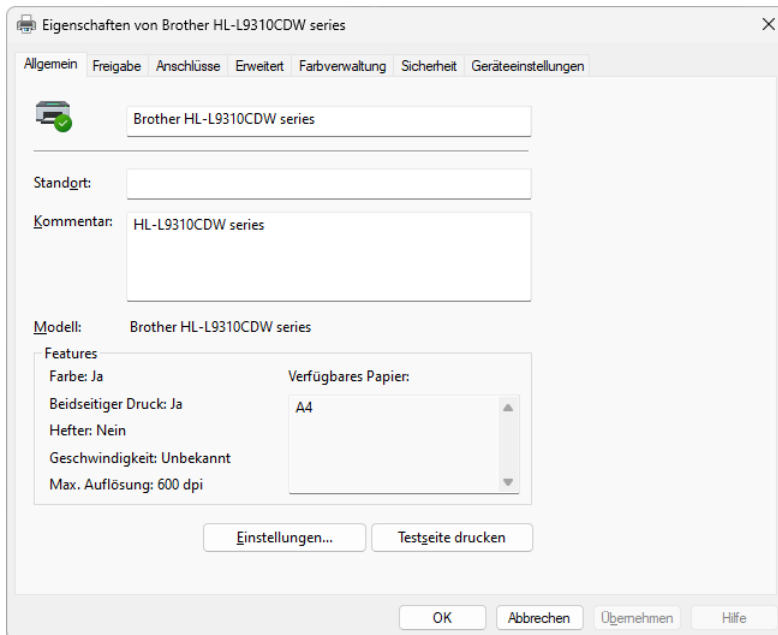 Eigenschaften von Brother HL-L9310CDW series
Allgemein Freigabe Anschlüsse Erweitert Farbverwaltung Sicherheit Geräteeinstellungen
Brother HL-L9310CDW series
Standort:
Kommentar: HL-L9310CDW series
Modell: Brother HL-L9310CDW series
Features
Farbe: Ja Verfügbares Papier:
Beidseitiger Druck: Ja A4
Hefter: Nein
Geschwindigkeit: Unbekannt
Max. Auflösung: 600 dpi
Einstellungen... Testseite drucken
OK Abbrechen Übernehmen Hilfe